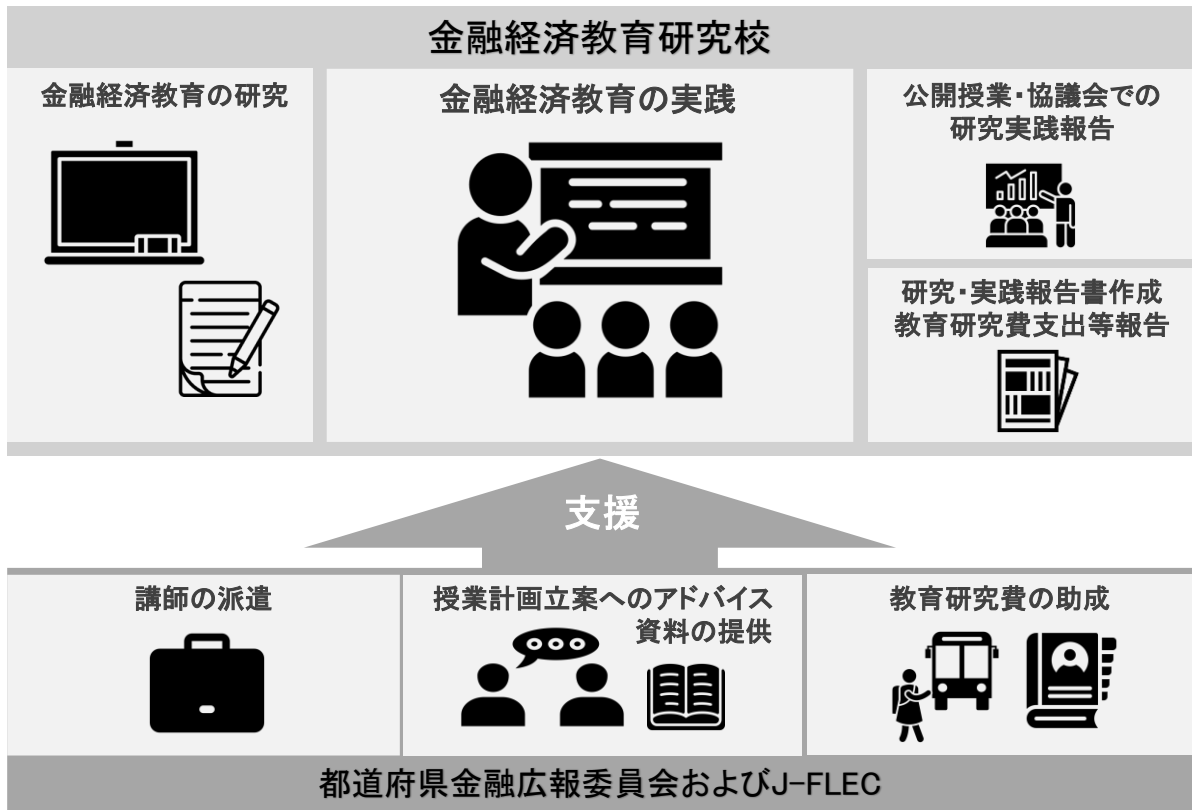 金融経済教育研究校
金融経済教育の研究
金融経済教育の実践
公開授業・協議会での
研究実践報告
研究・実践報告書作成
教育研究費支出等報告
支援
講師の派遣
授業計画立案へのアドバイス
資料の提供
教育研究費の助成
都道府県金融広報委員会およびJ-FLEC